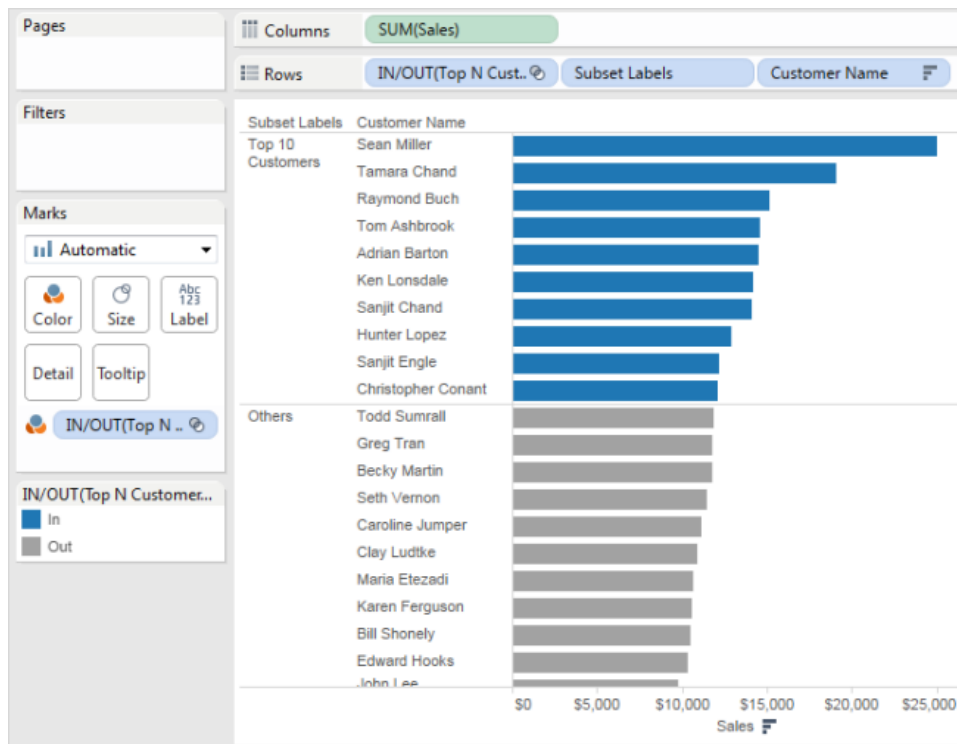 Pages
Columns
SUM(Sales)
Rows
IN/OUT(Top N Cust..
Subset Labels
Customer Name
Filters
Marks
Automatic
Color
Size
Abc
123
Label
Detail
Tooltip
IN/OUT(Top N ..
IN/OUT(Top N Customer...
In
Out
Subset Labels
Customer Name
Top 10
Customers
Sean Miller
Tamara Chand
Raymond Buch
Tom Ashbrook
Adrian Barton
Ken Lonsdale
Sanjit Chand
Hunter Lopez
Sanjit Engle
Christopher Conant
Others
Todd Sumrall
Greg Tran
Becky Martin
Seth Vernon
Caroline Jumper
Clay Ludtke
Maria Etezadi
Karen Ferguson
Bill Shonely
Edward Hooks
John Lee
$0
$5,000
$10,000
$15,000
$20,000
$25,000
Sales